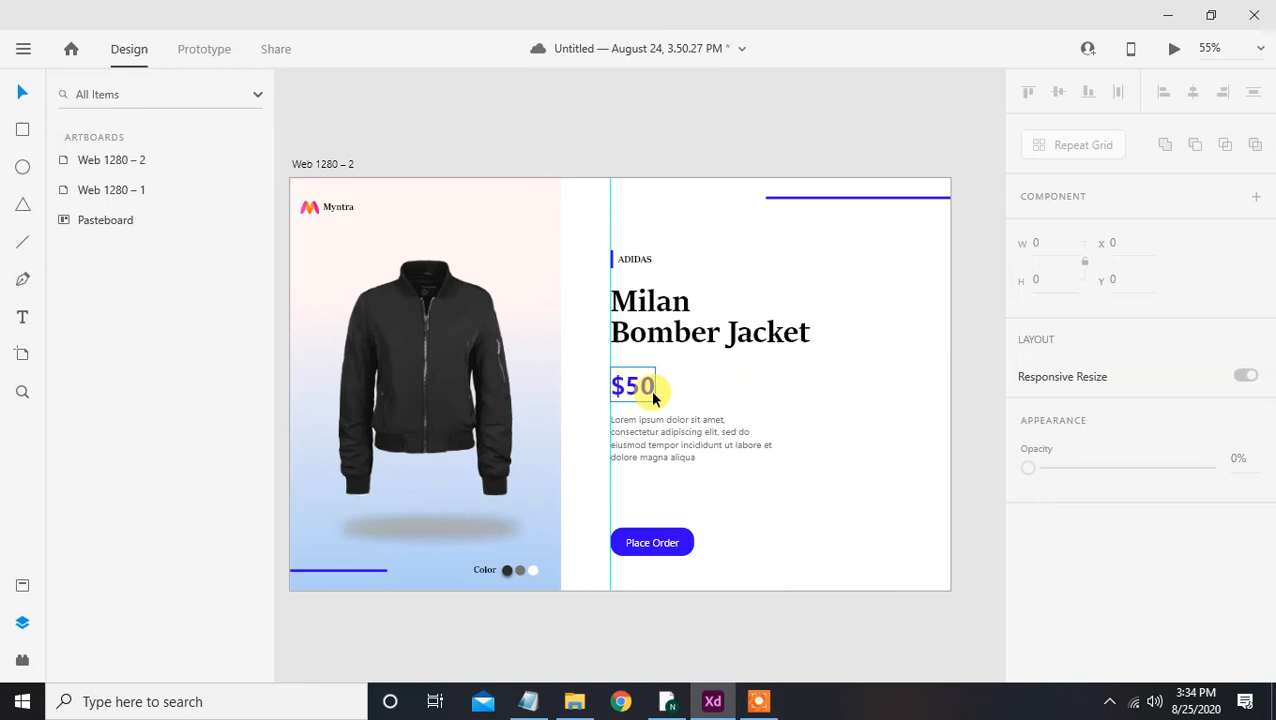 Design
Prototype
Share
Untitled — August 24, 3.50.27 PM *
55%
All Items
ARTBOARDS
Web 1280 – 2
Web 1280 – 1
Pasteboard
Web 1280 – 2
Myntra
ADIDAS
Milan
Bomber Jacket
$50
Lorem ipsum dolor sit amet,
consectetur adipiscing elit, sed do
eiusmod tempor incididunt ut labore et
dolore magna aliqua
Place Order
Color
Repeat Grid
COMPONENT
W 0
X 0
H 0
Y 0
LAYOUT
Responsive Resize
APPEARANCE
Opacity
0%
Type here to search
N
Xd
3:34 PM
8/25/2020